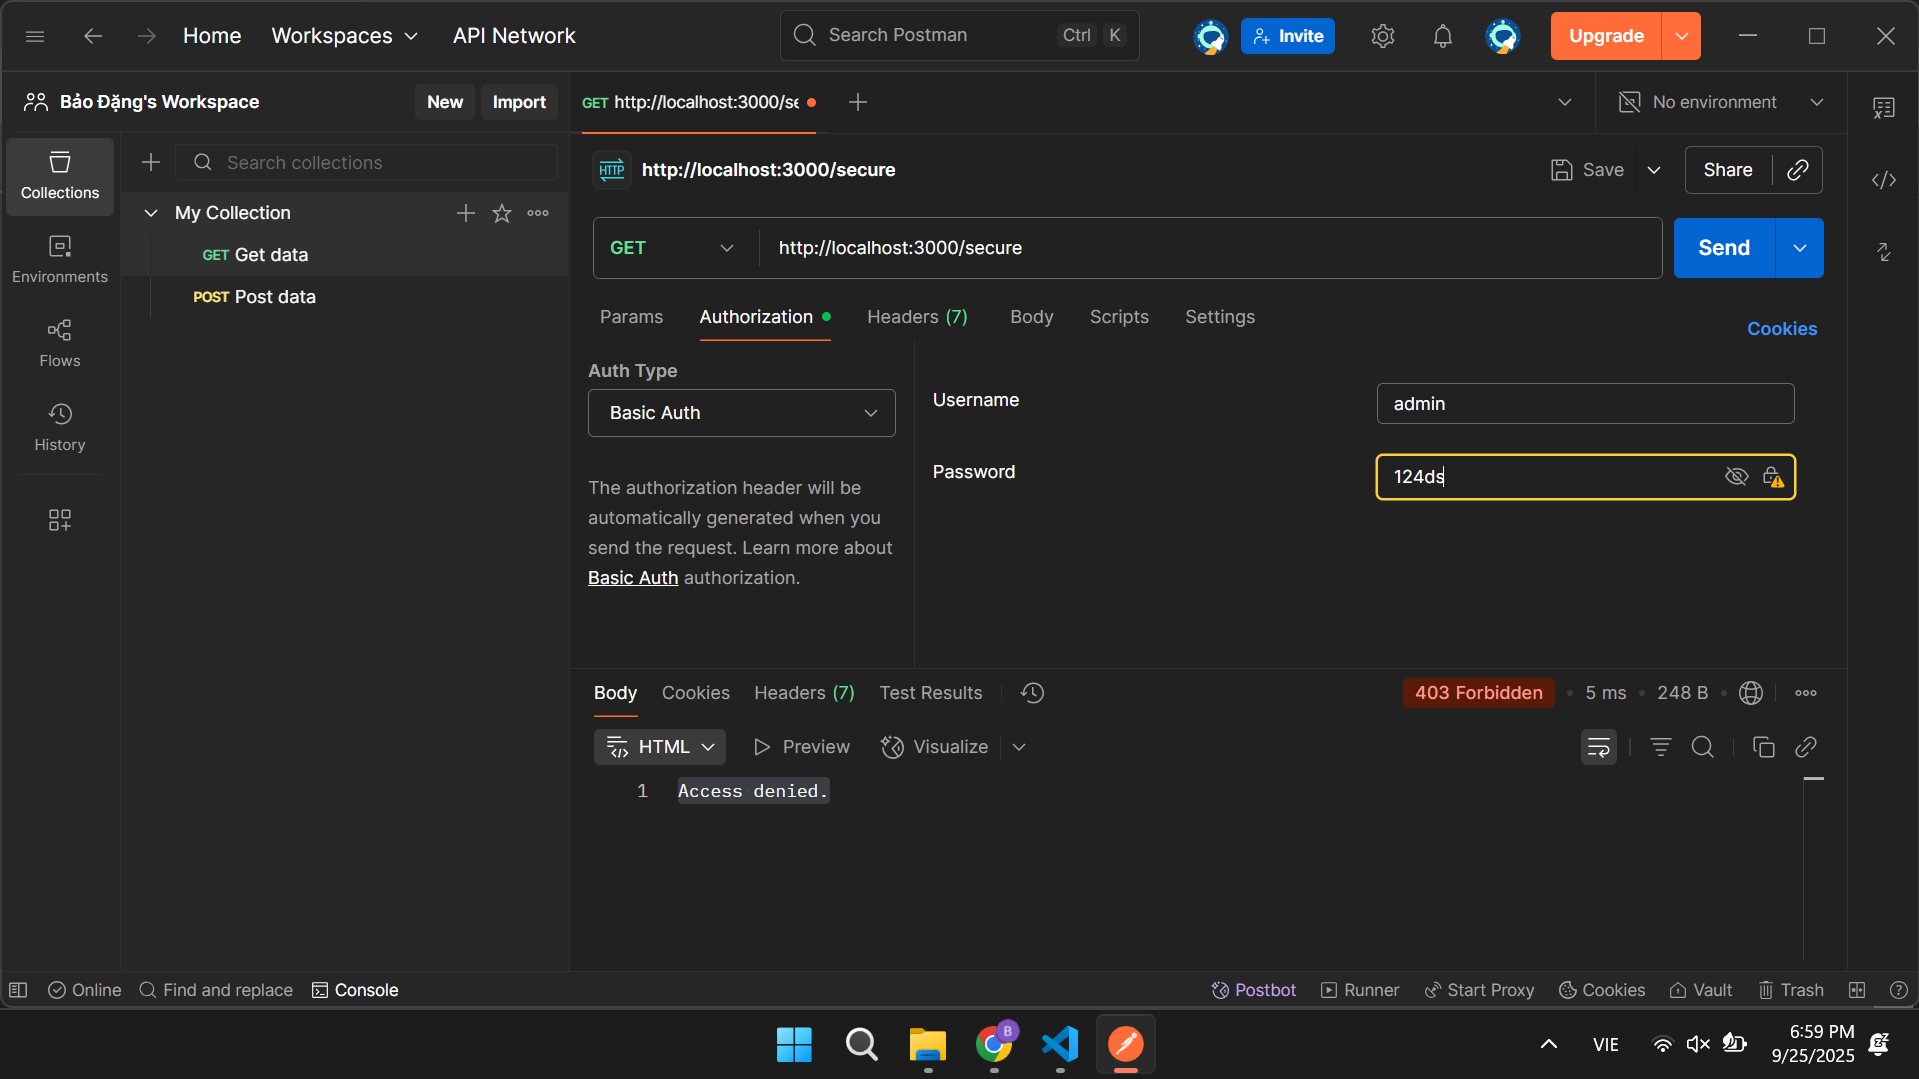 Home
Workspaces
API Network
Search Postman
Ctrl
K
Invite
Upgrade
Bảo Đặng's Workspace
New
Import
GET http://localhost:3000/se
No environment
Collections
Environments
Flows
History
Search collections
My Collection
GET Get data
POST Post data
HTTP
http://localhost:3000/secure
Save
Share
GET
http://localhost:3000/secure
Send
Params
Authorization
Headers (7)
Body
Scripts
Settings
Cookies
Auth Type
Basic Auth
The authorization header will be
automatically generated when you
send the request. Learn more about
Basic Auth authorization.
Username
admin
Password
124ds
Body
Cookies
Headers (7)
Test Results
403 Forbidden
5 ms
248 B
HTML
Preview
Visualize
1
Access denied.
Online
Find and replace
Console
Postbot
Runner
Start Proxy
Cookies
Vault
Trash
B
VIE
6:59 PM
9/25/2025